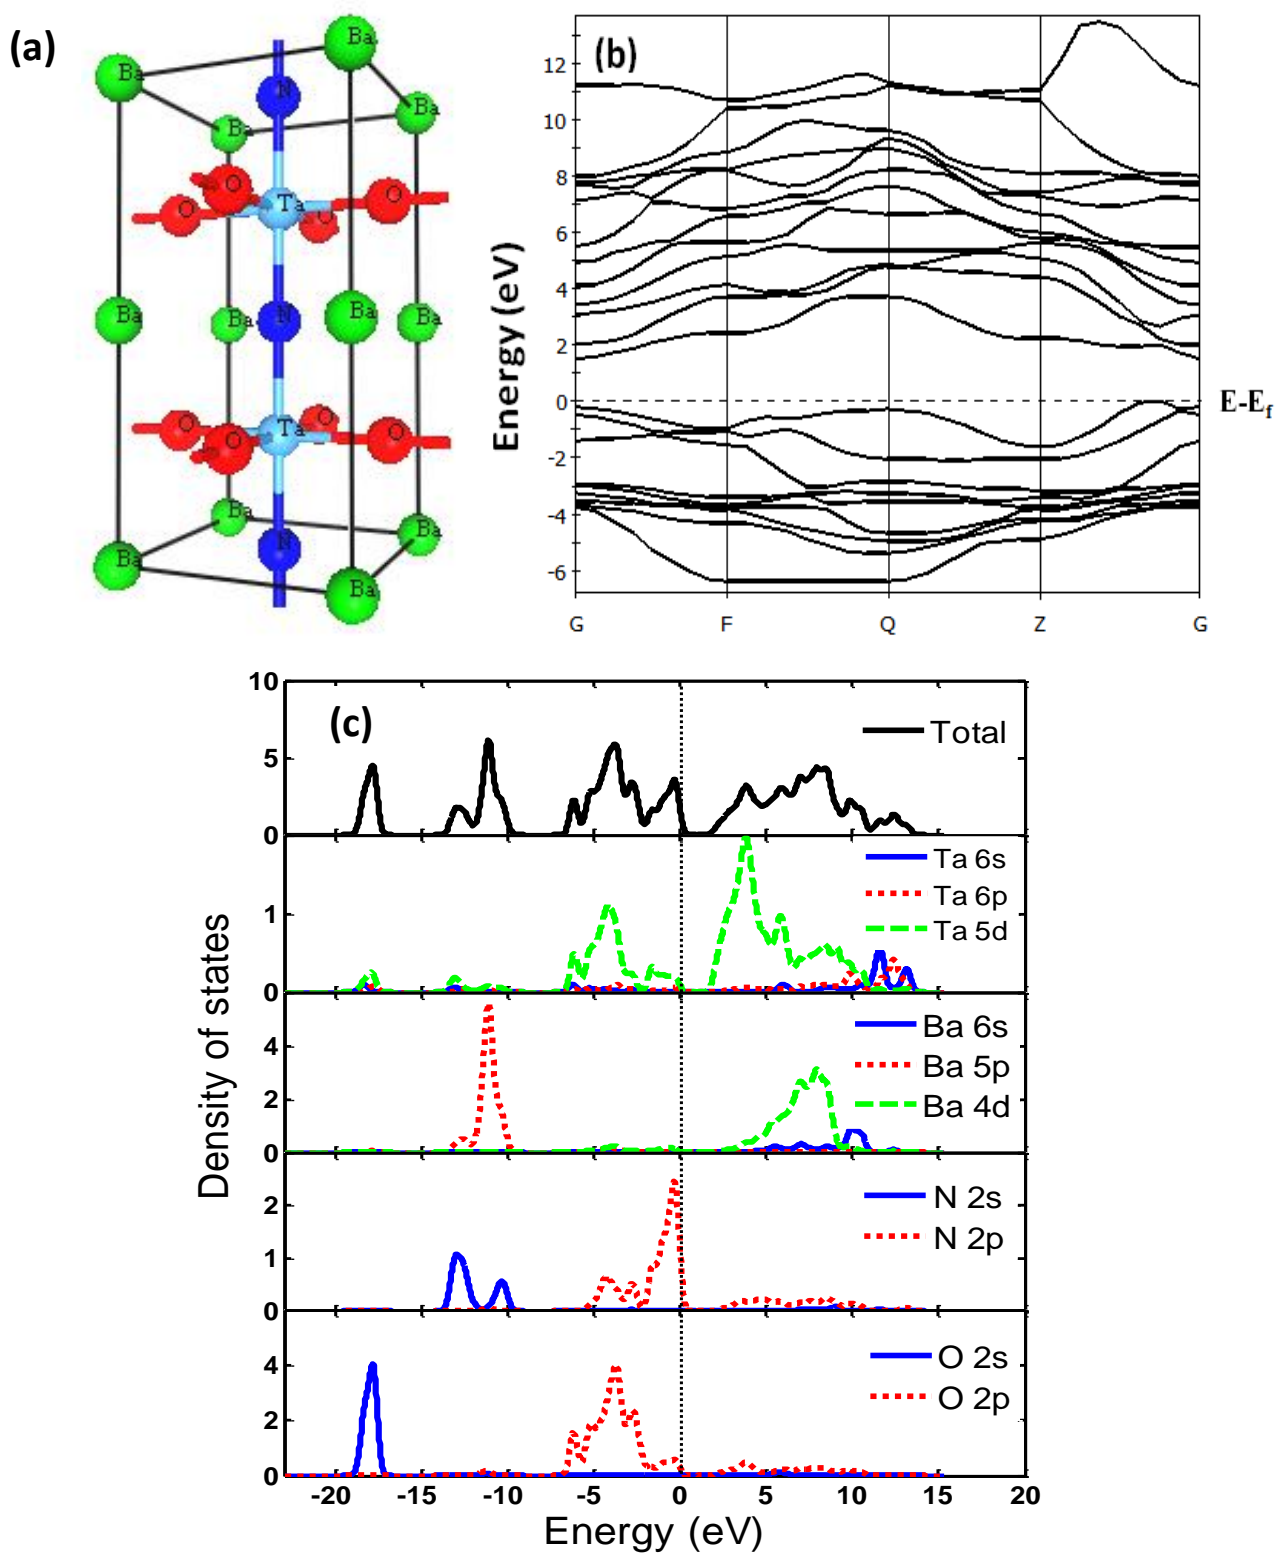 (a)
Ba
Ba
N
Ba
Ba
O
O
Ta
O
O
Ba
Ba
N
Ba
Ba
O
O
Ta
O
O
Ba
Ba
N
Ba
Ba
(b)
Energy (eV)
12
10
8
6
4
2
0
-2
-4
-6
E-Ef
G F Q Z G
(c)
Density of states
10
5
0
Total
1
0
Ta 6s
Ta 6p
Ta 5d
4
2
0
Ba 6s
Ba 5p
Ba 4d
2
1
0
N 2s
N 2p
4
2
0
O 2s
O 2p
-20 -15 -10 -5 0 5 10 15 20
Energy (eV)